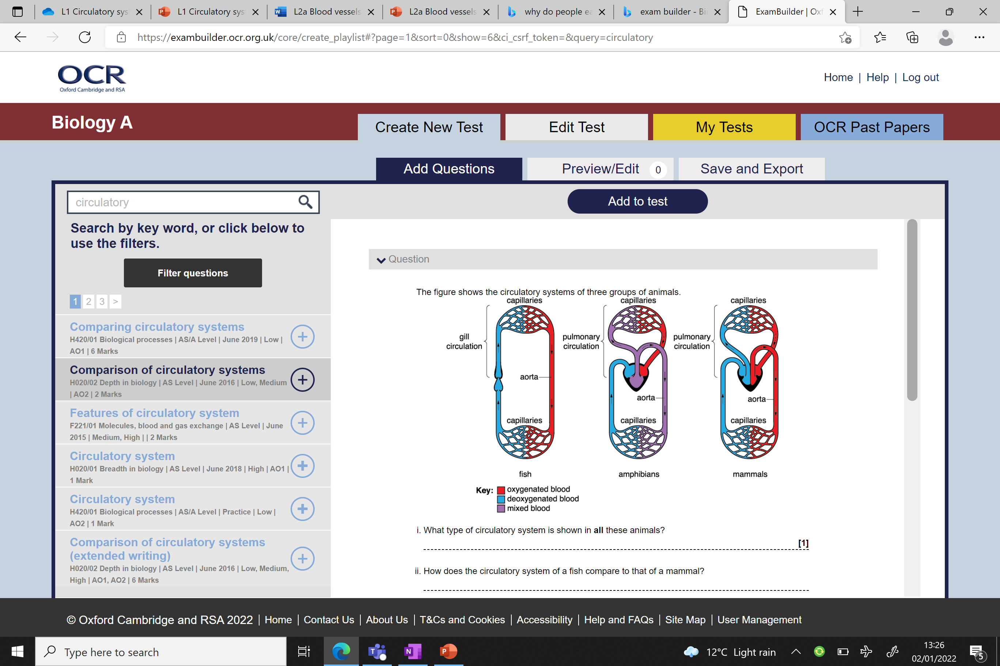 L1 Circulatory sys
L1 Circulatory sys
L2a Blood vessels
L2a Blood vessels
why do people ea
exam builder - Bi
ExamBuilder | Oxf
https://exambuilder.ocr.org.uk/core/create_playlist#?page=1&sort=0&show=6&ci_csrf_token=&query=circulatory
OCR
Oxford Cambridge and RSA
Home | Help | Log out
Biology A
Create New Test
Edit Test
My Tests
OCR Past Papers
Add Questions
Preview/Edit 0
Save and Export
circulatory
Add to test
Search by key word, or click below to
use the filters.
Filter questions
1 2 3 >
Comparing circulatory systems
H420/01 Biological processes | AS/A Level | June 2019 | Low |
AO1 | 6 Marks
Comparison of circulatory systems
H020/02 Depth in biology | AS Level | June 2016 | Low, Medium
| AO2 | 2 Marks
Features of circulatory system
F221/01 Molecules, blood and gas exchange | AS Level | June
2015 | Medium, High | | 2 Marks
Circulatory system
H020/01 Breadth in biology | AS Level | June 2018 | High | AO1 |
1 Mark
Circulatory system
H420/01 Biological processes | AS/A Level | Practice | Low |
AO2 | 1 Mark
Comparison of circulatory systems
(extended writing)
H020/02 Depth in biology | AS Level | June 2016 | Low, Medium,
High | AO1, AO2 | 6 Marks
Question
The figure shows the circulatory systems of three groups of animals.
capillaries
capillaries
capillaries
gill
circulation
pulmonary
circulation
pulmonary
circulation
aorta
aorta
aorta
capillaries
capillaries
capillaries
fish
amphibians
mammals
Key: oxygenated blood
deoxygenated blood
mixed blood
i. What type of circulatory system is shown in all these animals?
[1]
ii. How does the circulatory system of a fish compare to that of a mammal?
© Oxford Cambridge and RSA 2022 | Home | Contact Us | About Us | T&Cs and Cookies | Accessibility | Help and FAQs | Site Map | User Management
Type here to search
12°C Light rain
13:26
02/01/2022
5